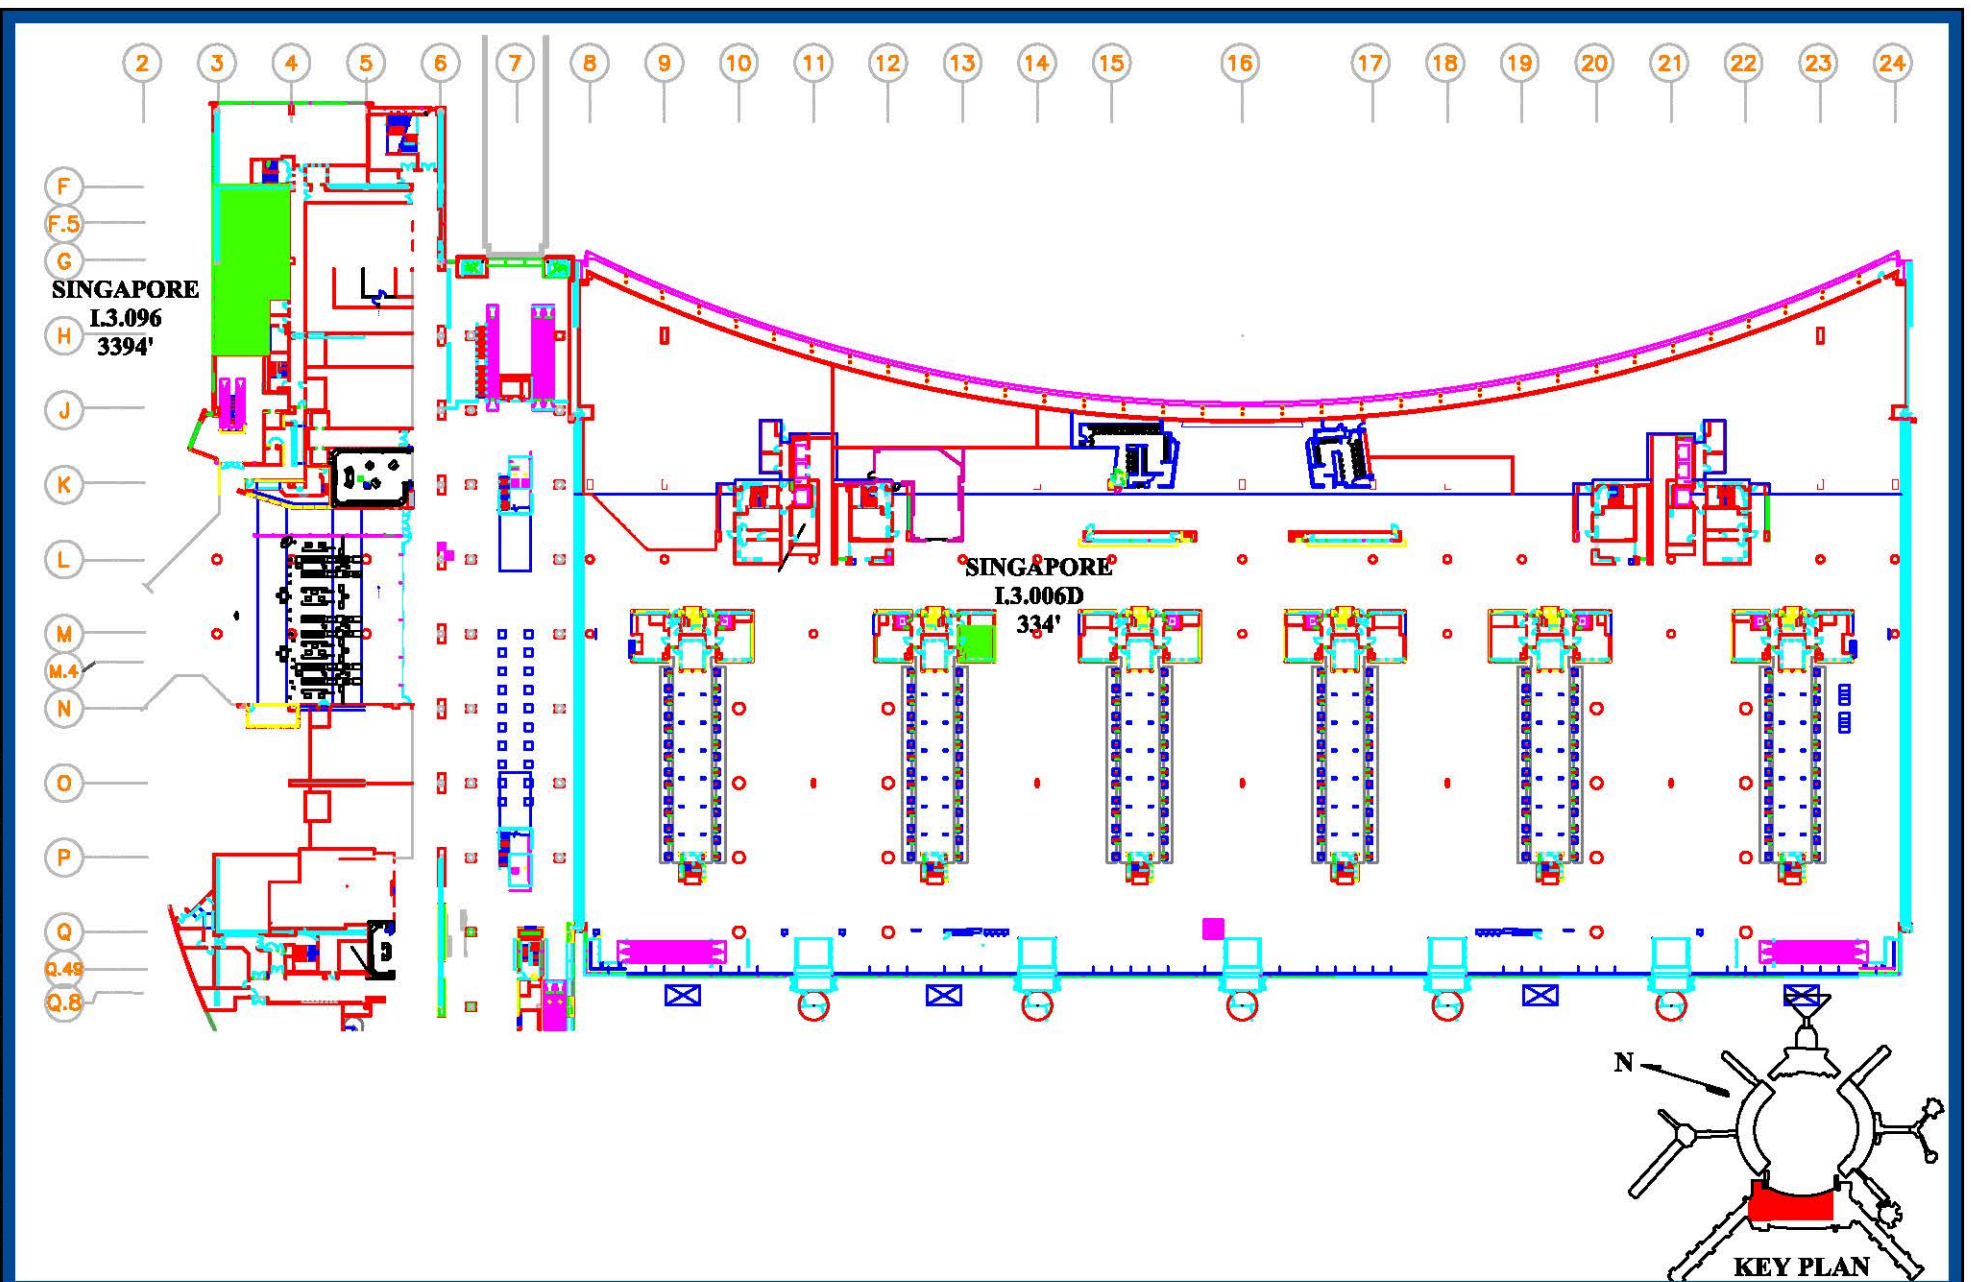 2 3 4 5 6 7 8 9 10 11 12 13 14 15 16 17 18 19 20 21 22 23 24
F
F.5
G
SINGAPORE
I.3.096
3394'
H
J
K
L
SINGAPORE
I.3.006D
334'
M
M.4
N
O
P
Q
Q.49
Q.8
N
KEY PLAN